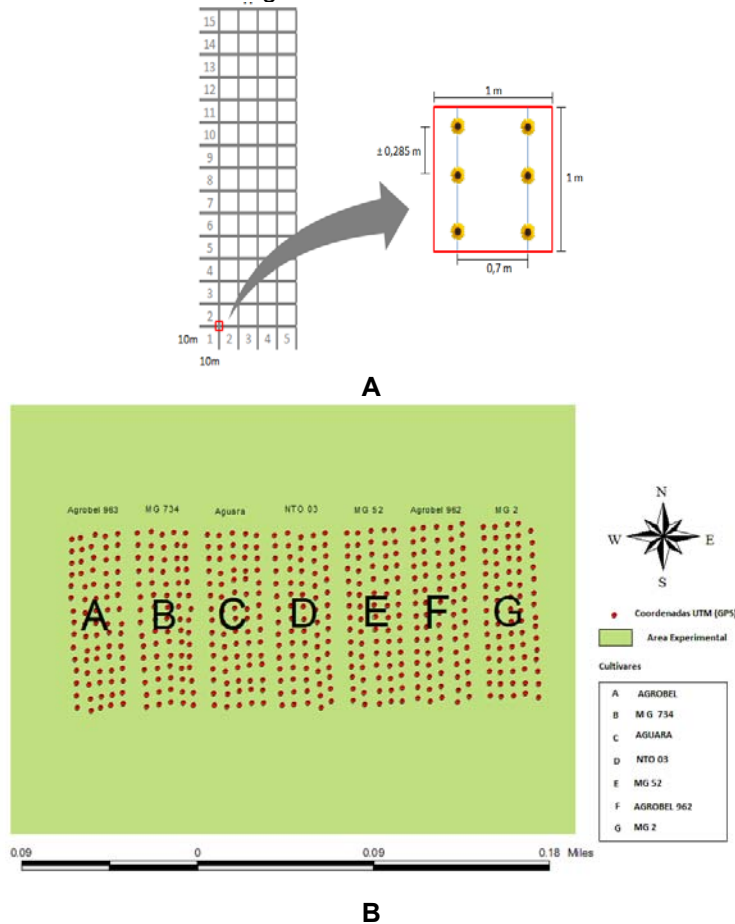 15
14
13
12
11
10
9
8
7
6
5
4
3
2
10m 1 2 3 4 5
10m
1 m
± 0,285 m
1 m
0,7 m
A
Agrobel 963 MG 734 Aguara NTO 03 MG 52 Agrobel 962 MG 2
A B C D E F G
N
W E
S
Coordenadas UTM (GPS)
Area Experimental
Cultivares
A AGROBEL
B MG 734
C AGUARA
D NTO 03
E MG 52
F AGROBEL 962
G MG 2
0.09 0 0.09 0.18 Miles
B